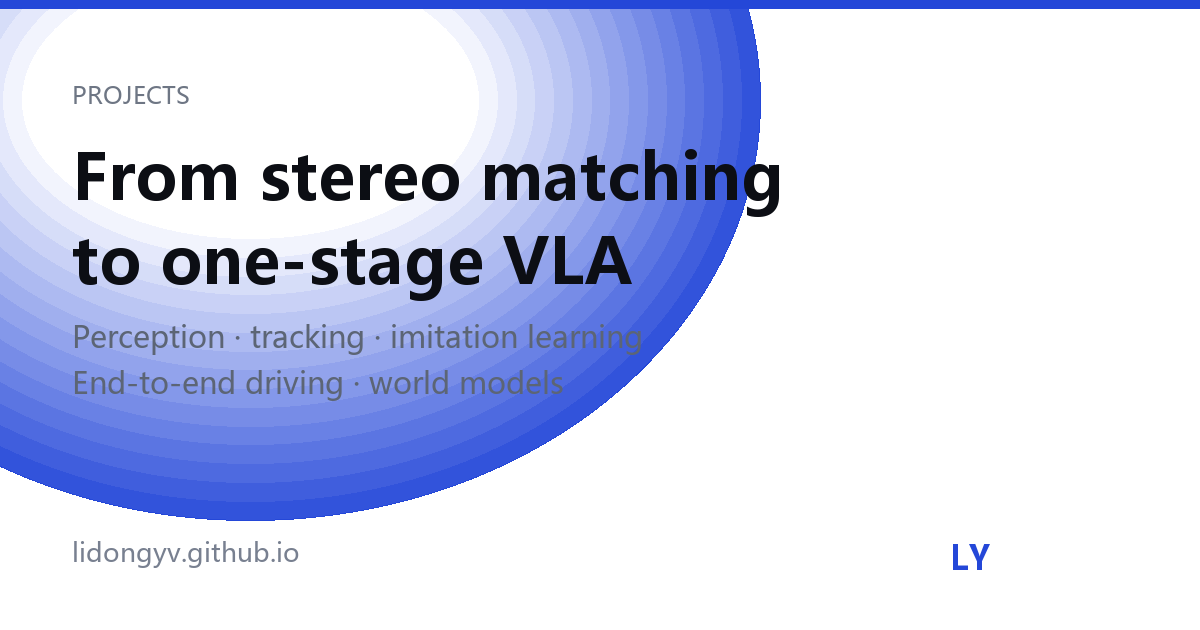 PROJECTS
From stereo matching
to one-stage VLA
Perception · tracking · imitation learning
End-to-end driving · world models
lidongyv.github.io
LY